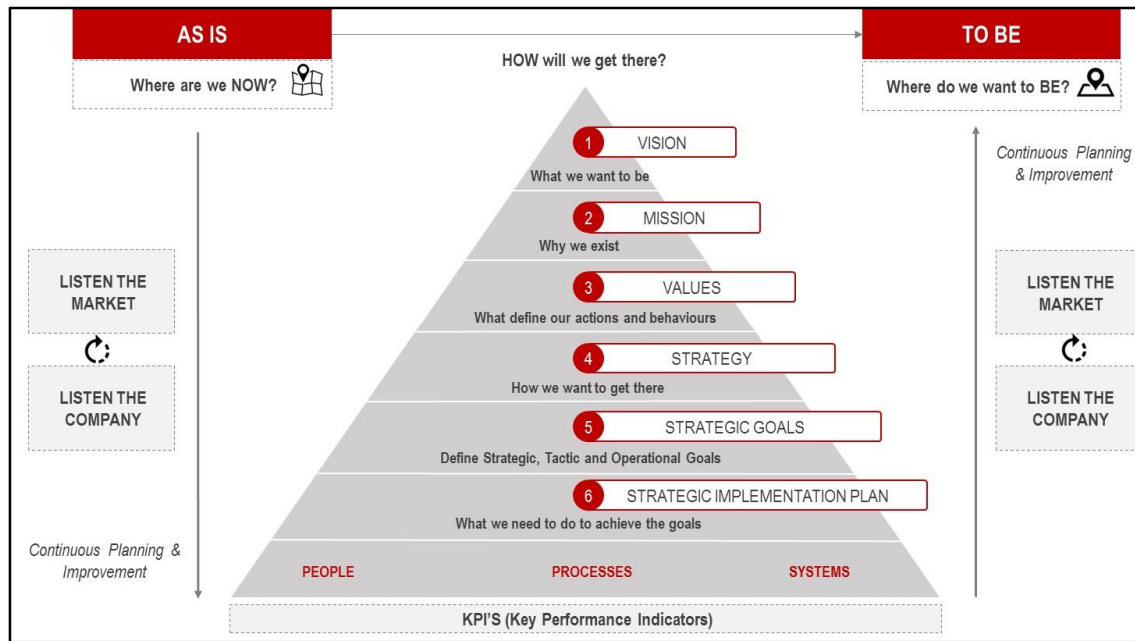 AS IS
Where are we NOW?
HOW will we get there?
TO BE
Where do we want to BE?
1 VISION
What we want to be
2 MISSION
Why we exist
3 VALUES
What define our actions and behaviours
4 STRATEGY
How we want to get there
5 STRATEGIC GOALS
Define Strategic, Tactic and Operational Goals
6 STRATEGIC IMPLEMENTATION PLAN
What we need to do to achieve the goals
PEOPLE
PROCESSES
SYSTEMS
KPI'S (Key Performance Indicators)
LISTEN THE
MARKET
LISTEN THE
COMPANY
Continuous Planning &
Improvement
Continuous Planning
& Improvement
LISTEN THE
MARKET
LISTEN THE
COMPANY